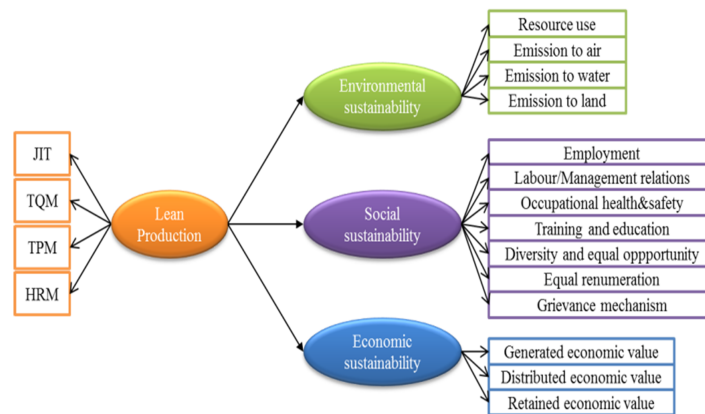 JIT
TQM
TPM
HRM
Lean
Production
Environmental
sustainability
Resource use
Emission to air
Emission to water
Emission to land
Social
sustainability
Employment
Labour/Management relations
Occupational health&safety
Training and education
Diversity and equal oppportunity
Equal renumeration
Grievance mechanism
Economic
sustainability
Generated economic value
Distributed economic value
Retained economic value